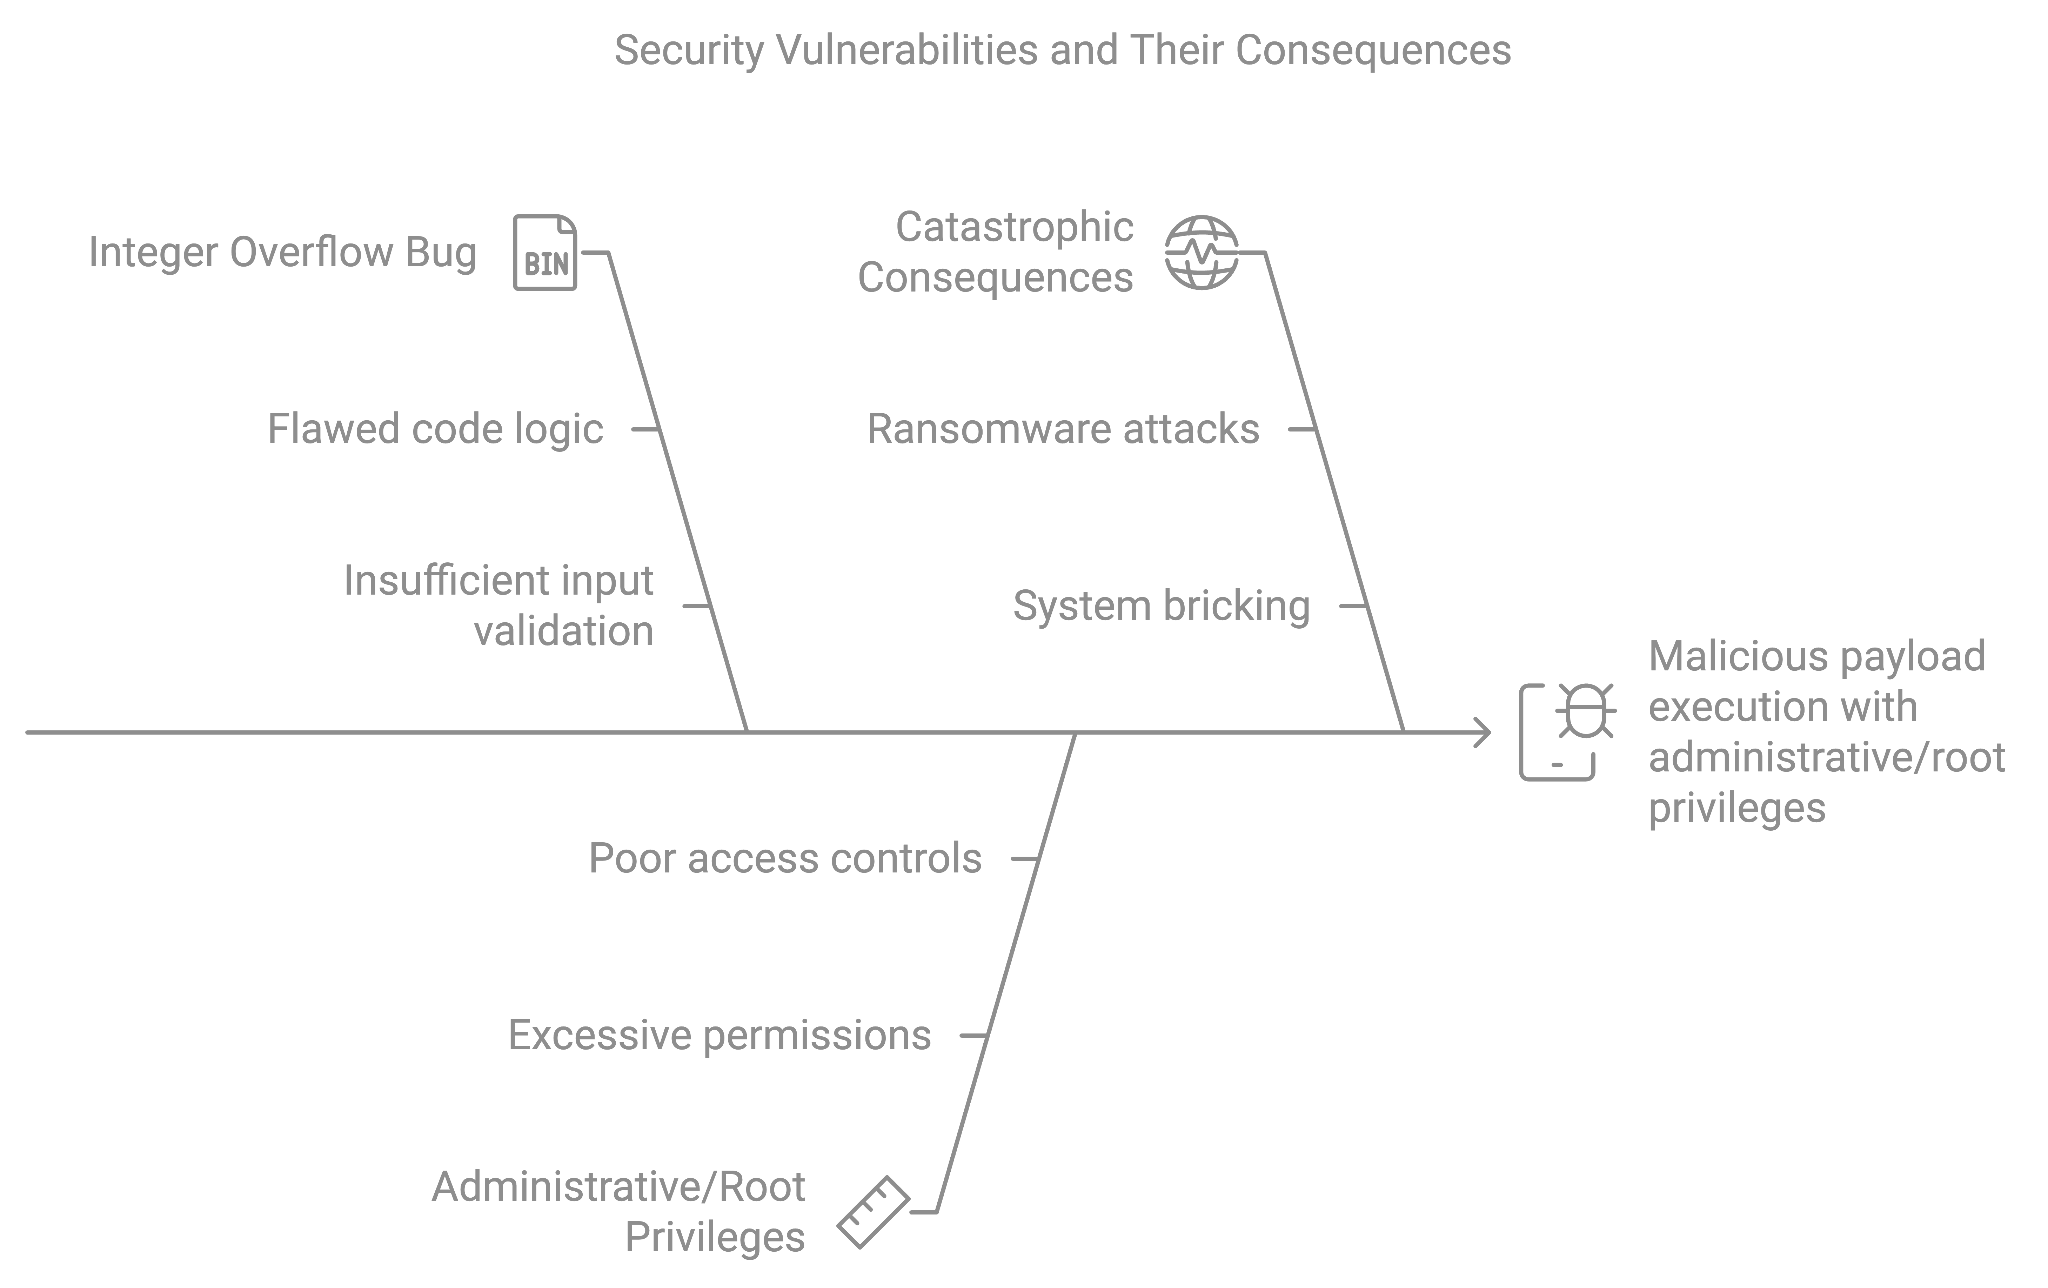 Security Vulnerabilities and Their Consequences
Integer Overflow Bug
BIN
Flawed code logic
Insufficient input
validation
Catastrophic
Consequences
Ransomware attacks
System bricking
Malicious payload
execution with
administrative/root
privileges
Poor access controls
Excessive permissions
Administrative/Root
Privileges